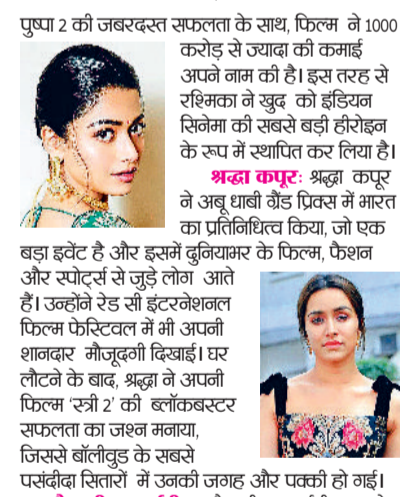 पुष्पा 2 की जबरदस्त सफलता के साथ, फिल्म ने 1000
करोड़ से ज्यादा की कमाई
अपने नाम की है। इस तरह से
रश्मिका ने खुद को इंडियन
सिनेमा की सबसे बड़ी हीरोइन
के रूप में स्थापित कर लिया है।
श्रद्धा कपूर: श्रद्धा कपूर
ने अबू धाबी ग्रैंड प्रिक्स में भारत
का प्रतिनिधित्व किया, जो एक
बड़ा इवेंट है और इसमें दुनियाभर के फिल्म, फैशन
और स्पोर्ट्स से जुड़े लोग आते
हैं। उन्होंने रेड सी इंटरनेशनल
फिल्म फेस्टिवल में भी अपनी
शानदार मौजूदगी दिखाई। घर
लौटने के बाद, श्रद्धा ने अपनी
फिल्म ‘स्त्री 2’ की ब्लॉकबस्टर
सफलता का जश्न मनाया,
जिससे बॉलीवुड के सबसे
पसंदीदा सितारों में उनकी जगह और पक्की हो गई।